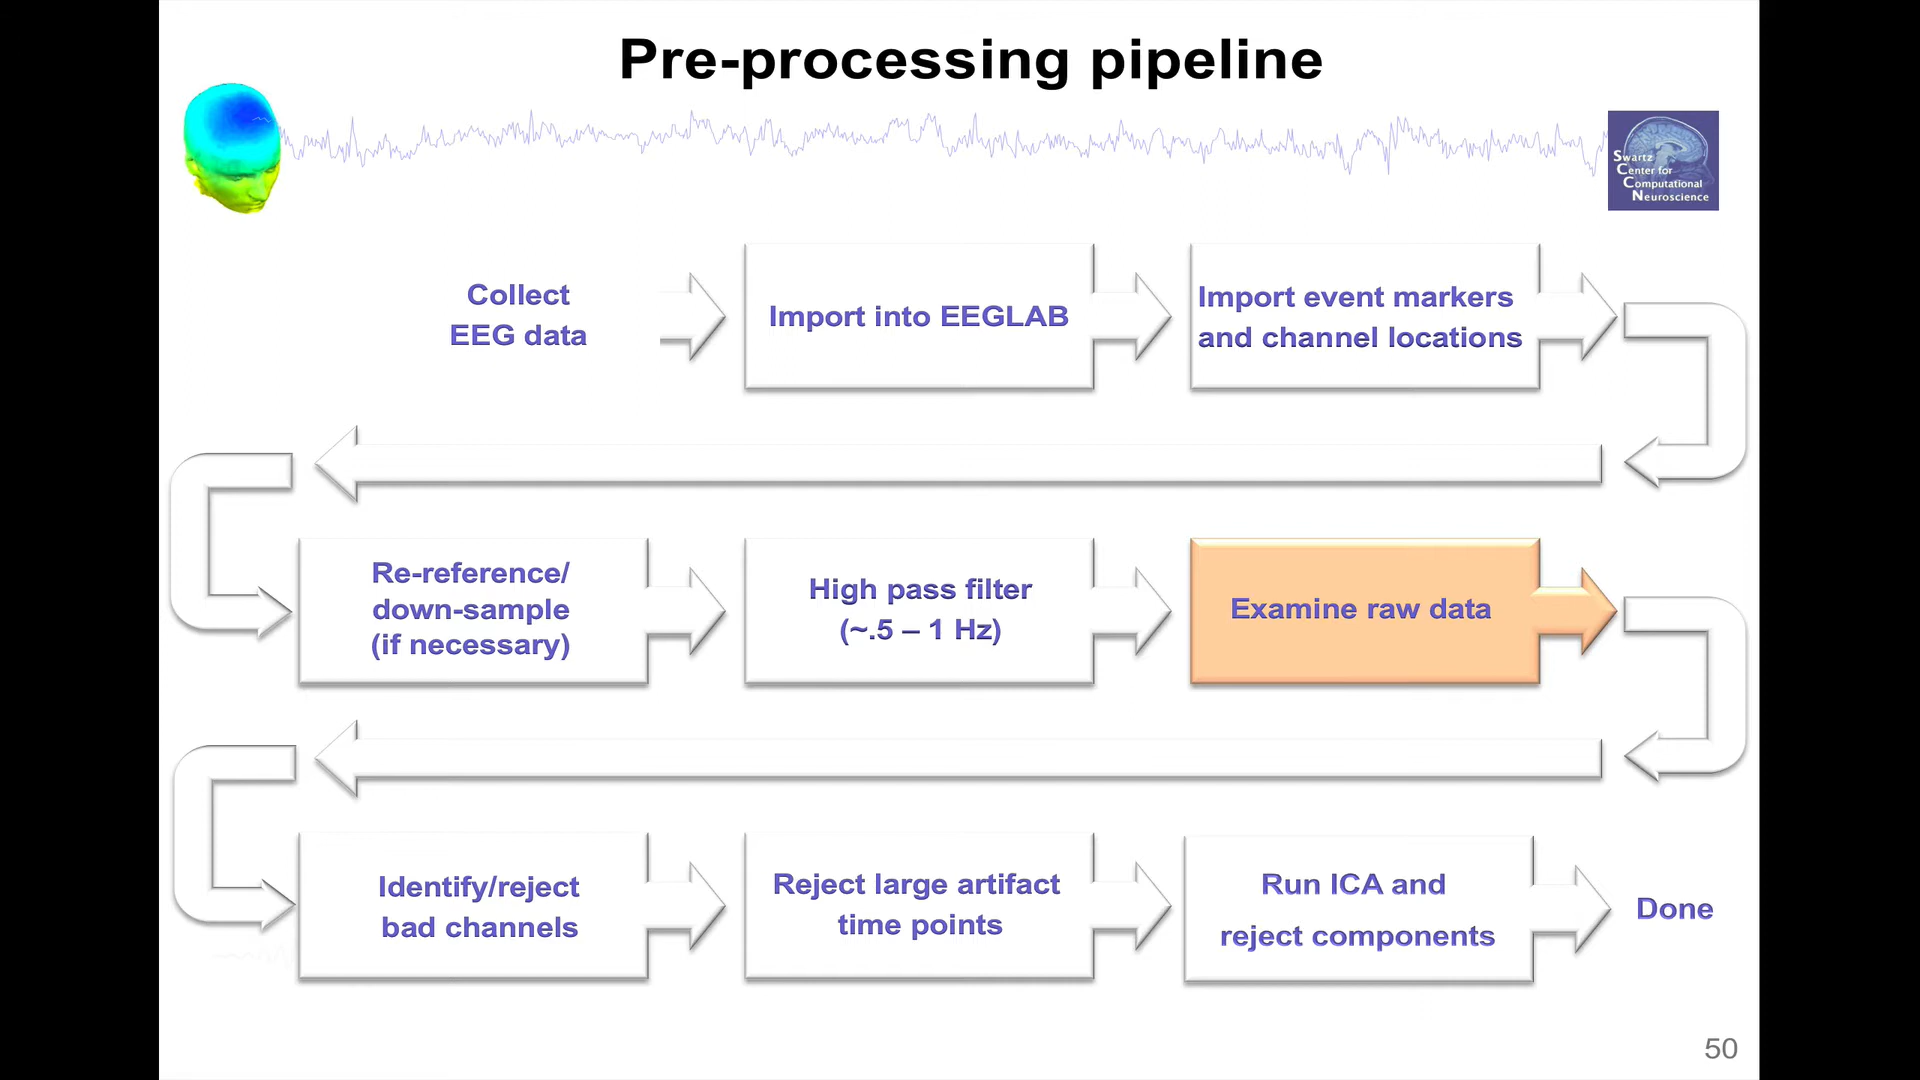 Pre-processing pipeline
Swartz
Center for
Computational
Neuroscience
Collect
EEG data
Import into EEGLAB
Import event markers
and channel locations
Re-reference/
down-sample
(if necessary)
High pass filter
(~.5 – 1 Hz)
Examine raw data
Identify/reject
bad channels
Reject large artifact
time points
Run ICA and
reject components
Done
50